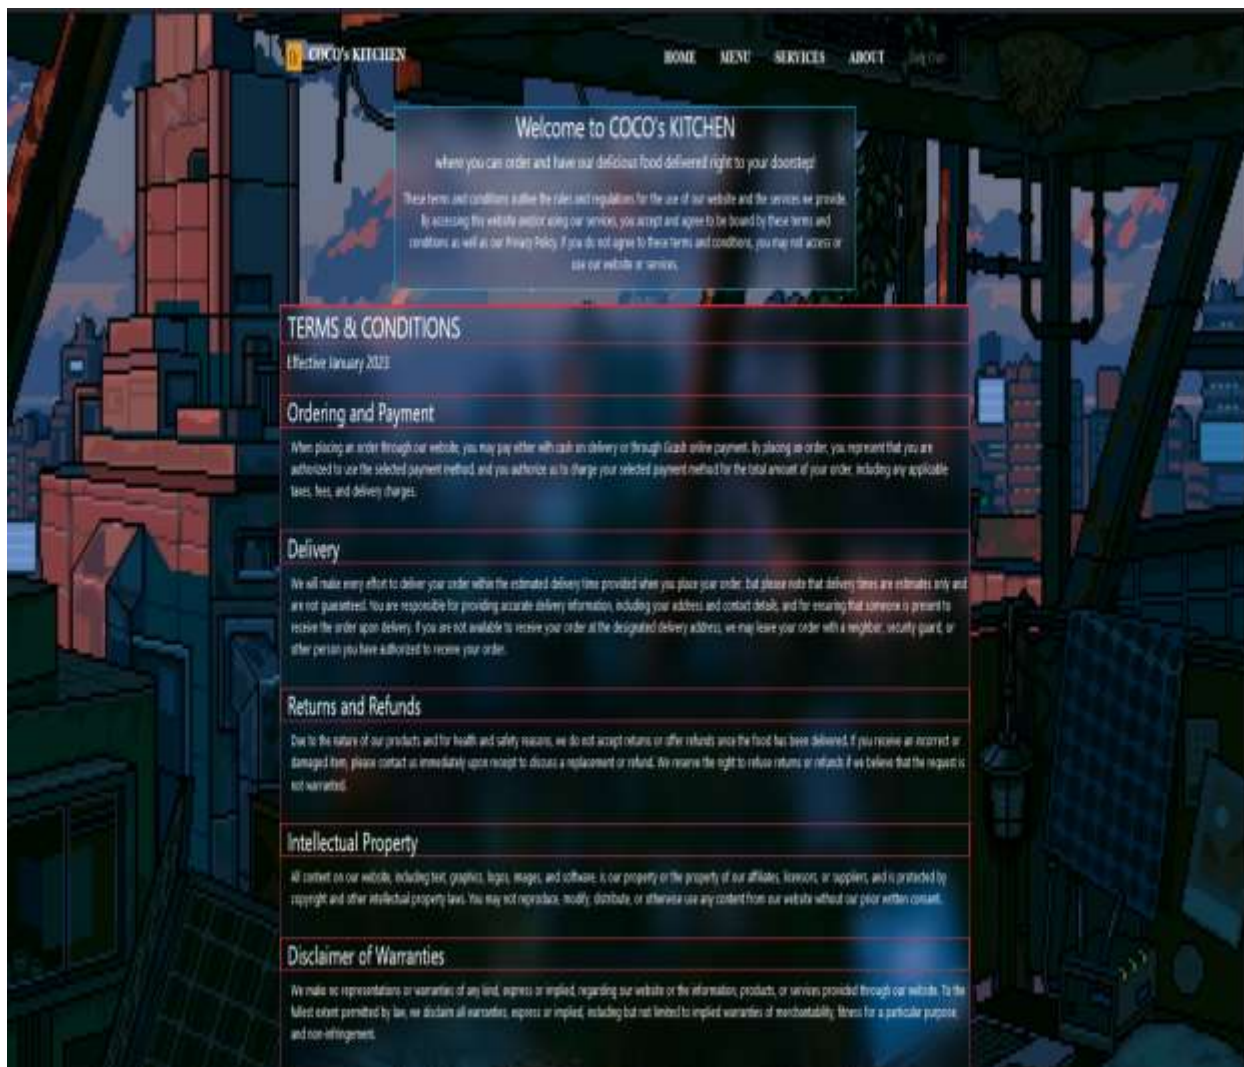 COCO's KITCHEN
HOME MENU SERVICES ABOUT
Welcome to COCO's KITCHEN
where you can order and have our delicious food delivered right to your doorstep!
These terms and conditions outline the rules and regulations for the use of our website and the services we provide.
By accessing this website and/or using our services, you accept and agree to be bound by these terms and
conditions as well as our Privacy Policy. If you do not agree to these terms and conditions, you may not access or
use our website or services.
TERMS & CONDITIONS
Effective January 2023
Ordering and Payment
When placing an order through our website, you may pay either with cash on delivery or through Gcash online payment. By placing an order, you represent that you are
authorized to use the selected payment method, and you authorize us to charge your selected payment method for the total amount of your order, including any applicable
taxes, fees, and delivery charges.
Delivery
We will make every effort to deliver your order within the estimated delivery time provided when you place your order, but please note that delivery times are estimates only and
are not guaranteed. You are responsible for providing accurate delivery information, including your address and contact details, and for ensuring that someone is present to
receive the order upon delivery. If you are not available to receive your order at the designated delivery address, we may leave your order with a neighbor, security guard, or
other person you have authorized to receive your order.
Returns and Refunds
Due to the nature of our products and for health and safety reasons, we do not accept returns or offer refunds once the food has been delivered. If you receive an incorrect or
damaged item, please contact us immediately upon receipt to discuss a replacement or refund. We reserve the right to refuse returns or refunds if we believe that the request is
not warranted.
Intellectual Property
All content on our website, including text, graphics, logos, images, and software, is our property or the property of our affiliates, licensors, or suppliers, and is protected by
copyright and other intellectual property laws. You may not reproduce, modify, distribute, or otherwise use any content from our website without our prior written consent.
Disclaimer of Warranties
We make no representations or warranties of any kind, express or implied, regarding our website or the information, products, or services provided through our website. To the
fullest extent permitted by law, we disclaim all warranties, express or implied, including but not limited to implied warranties of merchantability, fitness for a particular purpose,
and non-infringement.